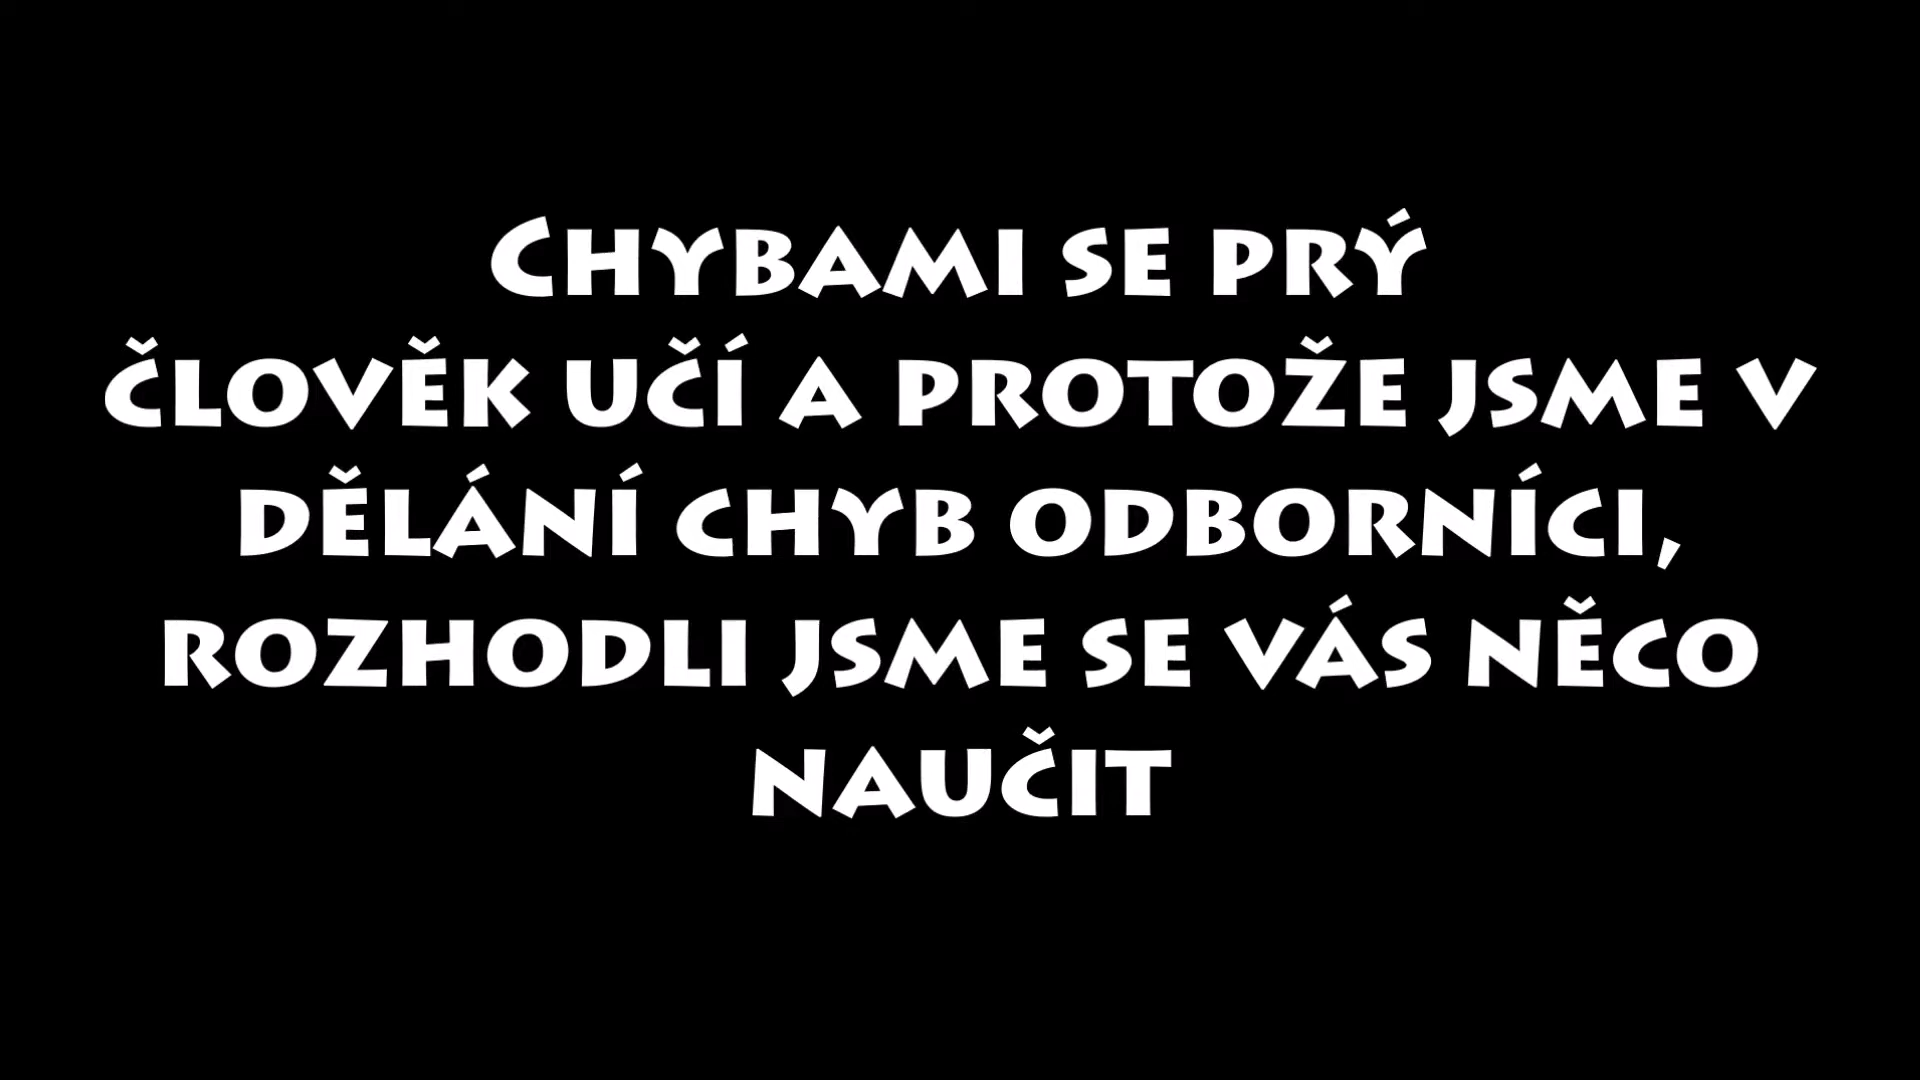 Chybami se prý
člověk učí a protože jsme v
dělání chyb odborníci,
rozhodli jsme se vás něco
naučit